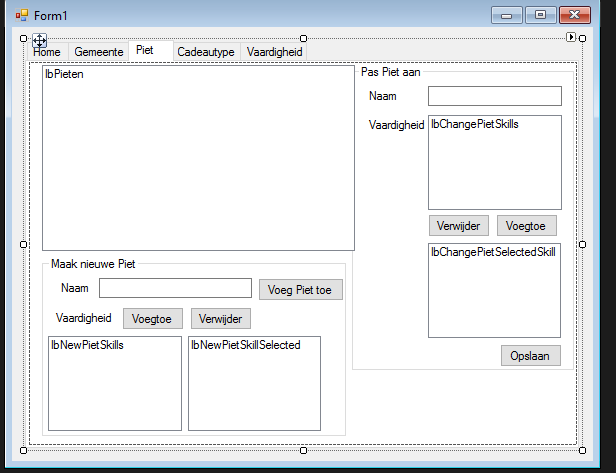 Form1
Home Gemeente Piet Cadeautype Vaardigheid
lbPieten
Pas Piet aan
Naam
Vaardigheid
lbChangePietSkills
Verwijder Voegtoe
lbChangePietSelectedSkill
Opslaan
Maak nieuwe Piet
Naam
Voeg Piet toe
Vaardigheid Voegtoe Verwijder
lbNewPietSkills lbNewPietSkillSelected